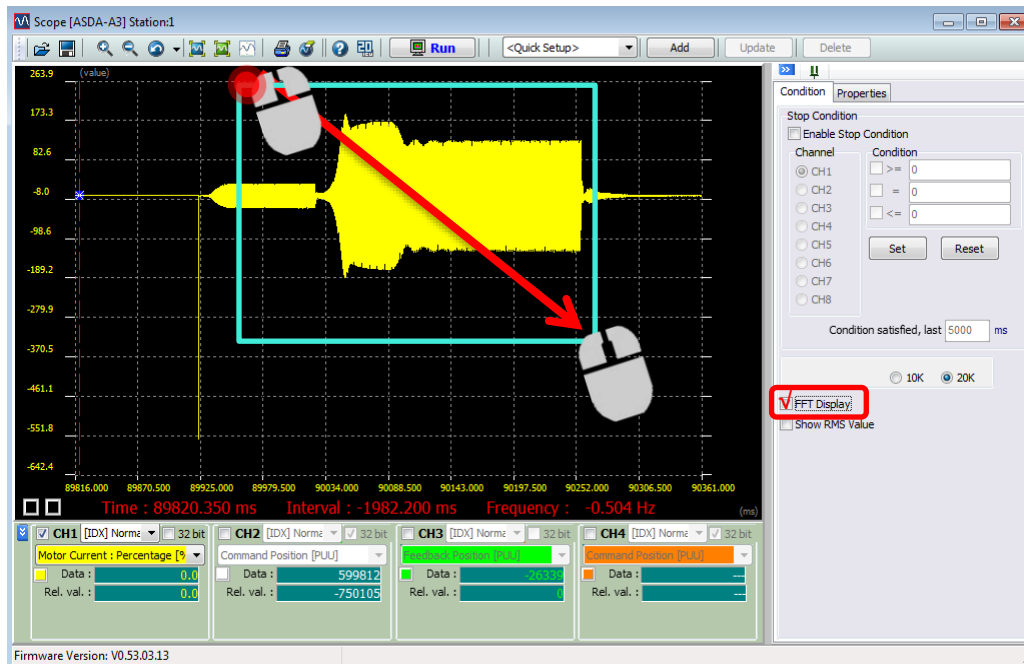 Scope [ASDA-A3] Station:1
Run <Quick Setup> Add Update Delete
263.9 (value)
173.3
82.6
-8.0
-98.6
-189.2
-279.9
-370.5
-461.1
-551.8
-642.4
89816.000 89870.500 89925.000 89979.500 90034.000 90088.500 90143.000 90197.500 90252.000 90306.500 90361.000
Time : 89820.350 ms Interval : -1982.200 ms Frequency : -0.504 Hz (ms)
Condition Properties
Stop Condition
Enable Stop Condition
Channel Condition
CH1 >= 0
CH2 = 0
CH3 <= 0
CH4
CH5 Set Reset
CH6
CH7
CH8
Condition satisfied, last 5000 ms
10K 20K
FFT Display
Show RMS Value
CH1 [IDX] Norma 32 bit CH2 [IDX] Norma 32 bit CH3 [IDX] Norma 32 bit CH4 [IDX] Norma 32 bit
Motor Current : Percentage [% Command Position [PUU] Feedback Position [PUU] Command Position [PUU]
Data : 0.0 Data : 599812 Data : -26339 Data : ---
Rel. val. : 0.0 Rel. val. : -750105 Rel. val. : 0 Rel. val. : ---
Firmware Version: V0.53.03.13